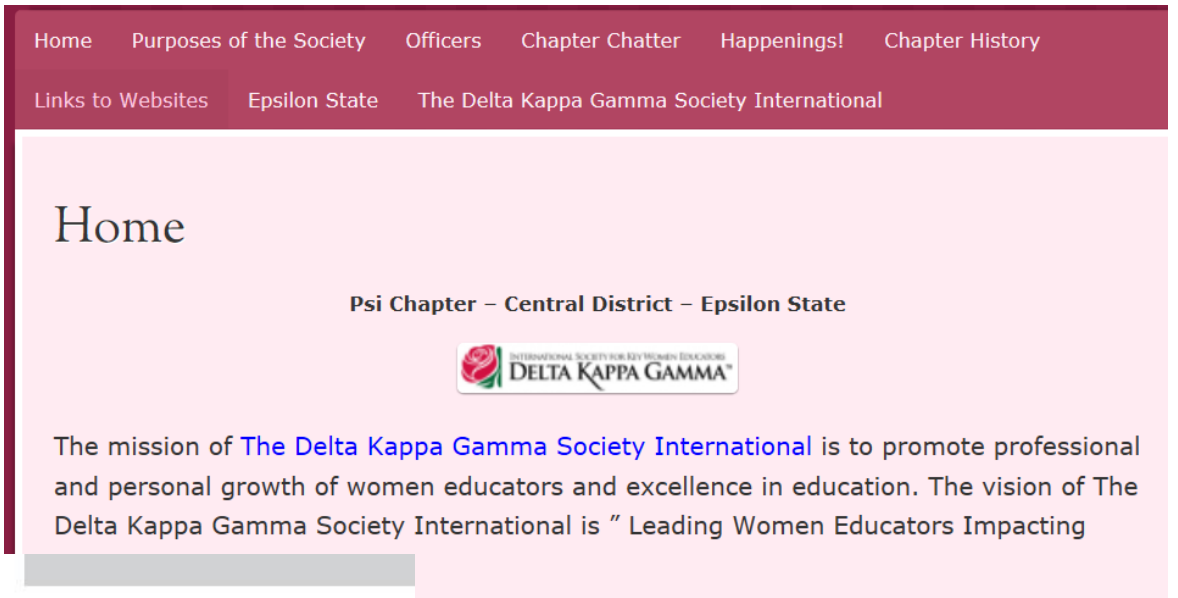 Home Purposes of the Society Officers Chapter Chatter Happenings! Chapter History
Links to Websites Epsilon State The Delta Kappa Gamma Society International
Home
Psi Chapter – Central District – Epsilon State
INTERNATIONAL SOCIETY FOR KEY WOMEN EDUCATORS
DELTA KAPPA GAMMA™
The mission of The Delta Kappa Gamma Society International is to promote professional
and personal growth of women educators and excellence in education. The vision of The
Delta Kappa Gamma Society International is ” Leading Women Educators Impacting